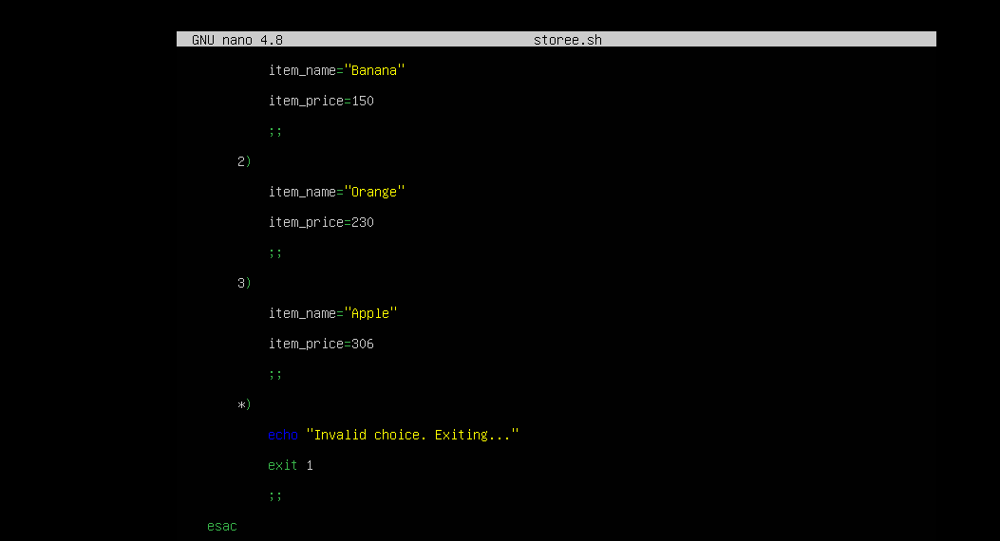 GNU nano 4.8 storee.sh
item_name="Banana"
item_price=150
;;
2)
item_name="Orange"
item_price=230
;;
3)
item_name="Apple"
item_price=306
;;
*)
echo "Invalid choice. Exiting..."
exit 1
;;
esac